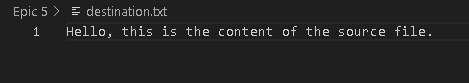 Epic 5 > destination.txt
1 Hello, this is the content of the source file.